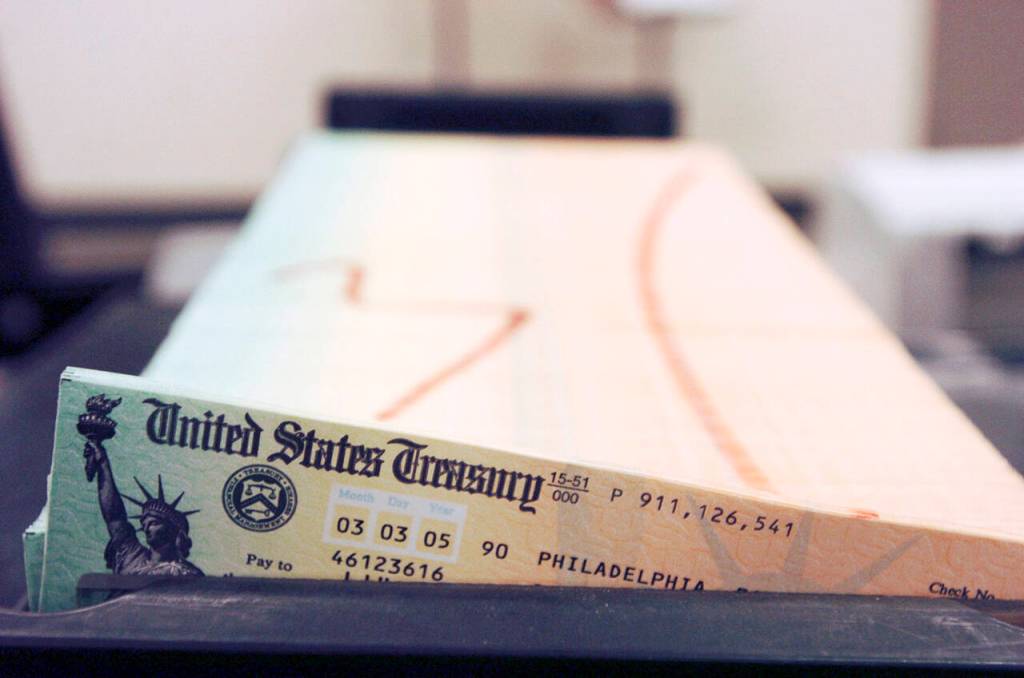 United States Treasury 15-51
000 P 911,126,541
Month Day Year
03 03 05 90 PHILADELPHIA,
Pay to 46123616
Check No.